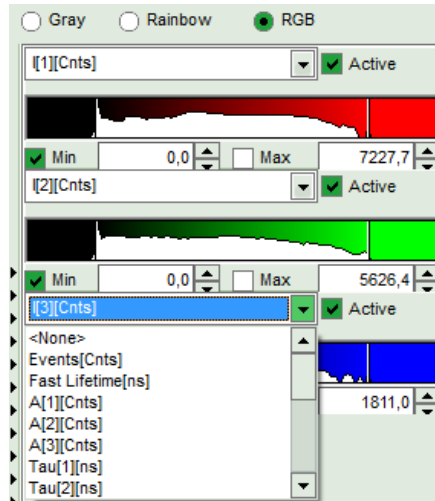 Gray Rainbow RGB
I[1][Cnts] Active
Min 0,0 Max 7227,7
I[2][Cnts] Active
Min 0,0 Max 5626,4
I[3][Cnts] Active
<None>
Events[Cnts]
Fast Lifetime[ns]
A[1][Cnts]
1811,0
A[2][Cnts]
A[3][Cnts]
Tau[1][ns]
Tau[2][ns]